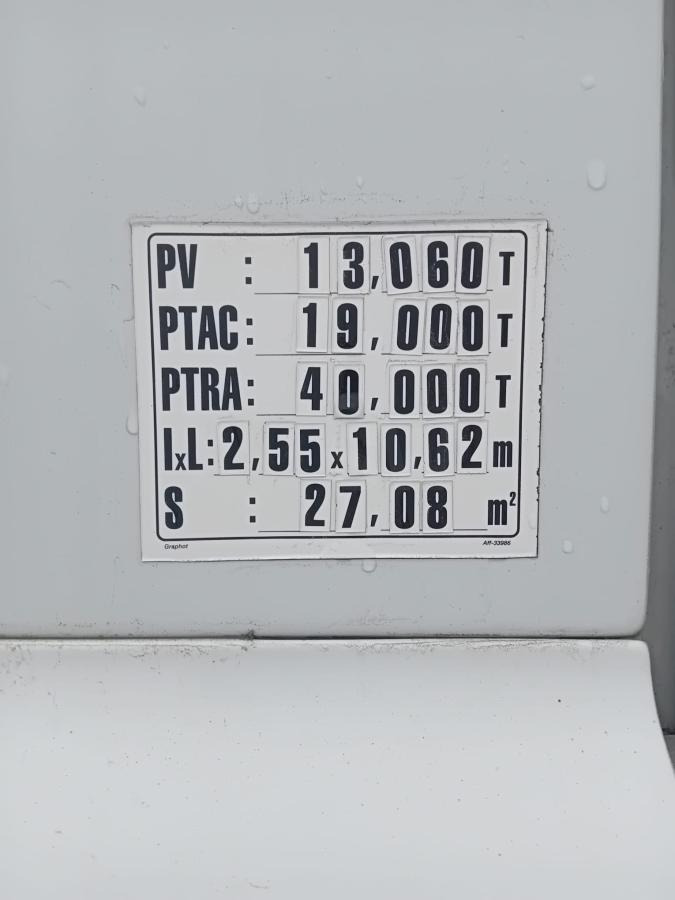 PV : 13,060 T
PTAC: 19,000 T
PTRA: 40,000 T
IxL: 2,55 x 10,62 m
S : 27,08 m²
Graphot Aff-33986